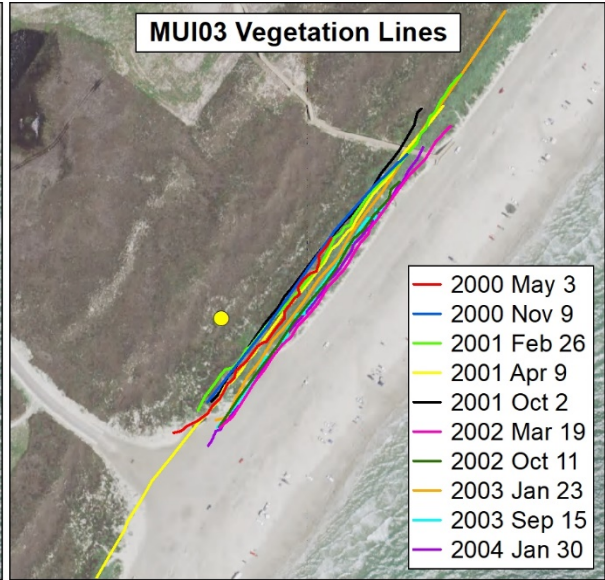 MUI03 Vegetation Lines
2000 May 3
2000 Nov 9
2001 Feb 26
2001 Apr 9
2001 Oct 2
2002 Mar 19
2002 Oct 11
2003 Jan 23
2003 Sep 15
2004 Jan 30